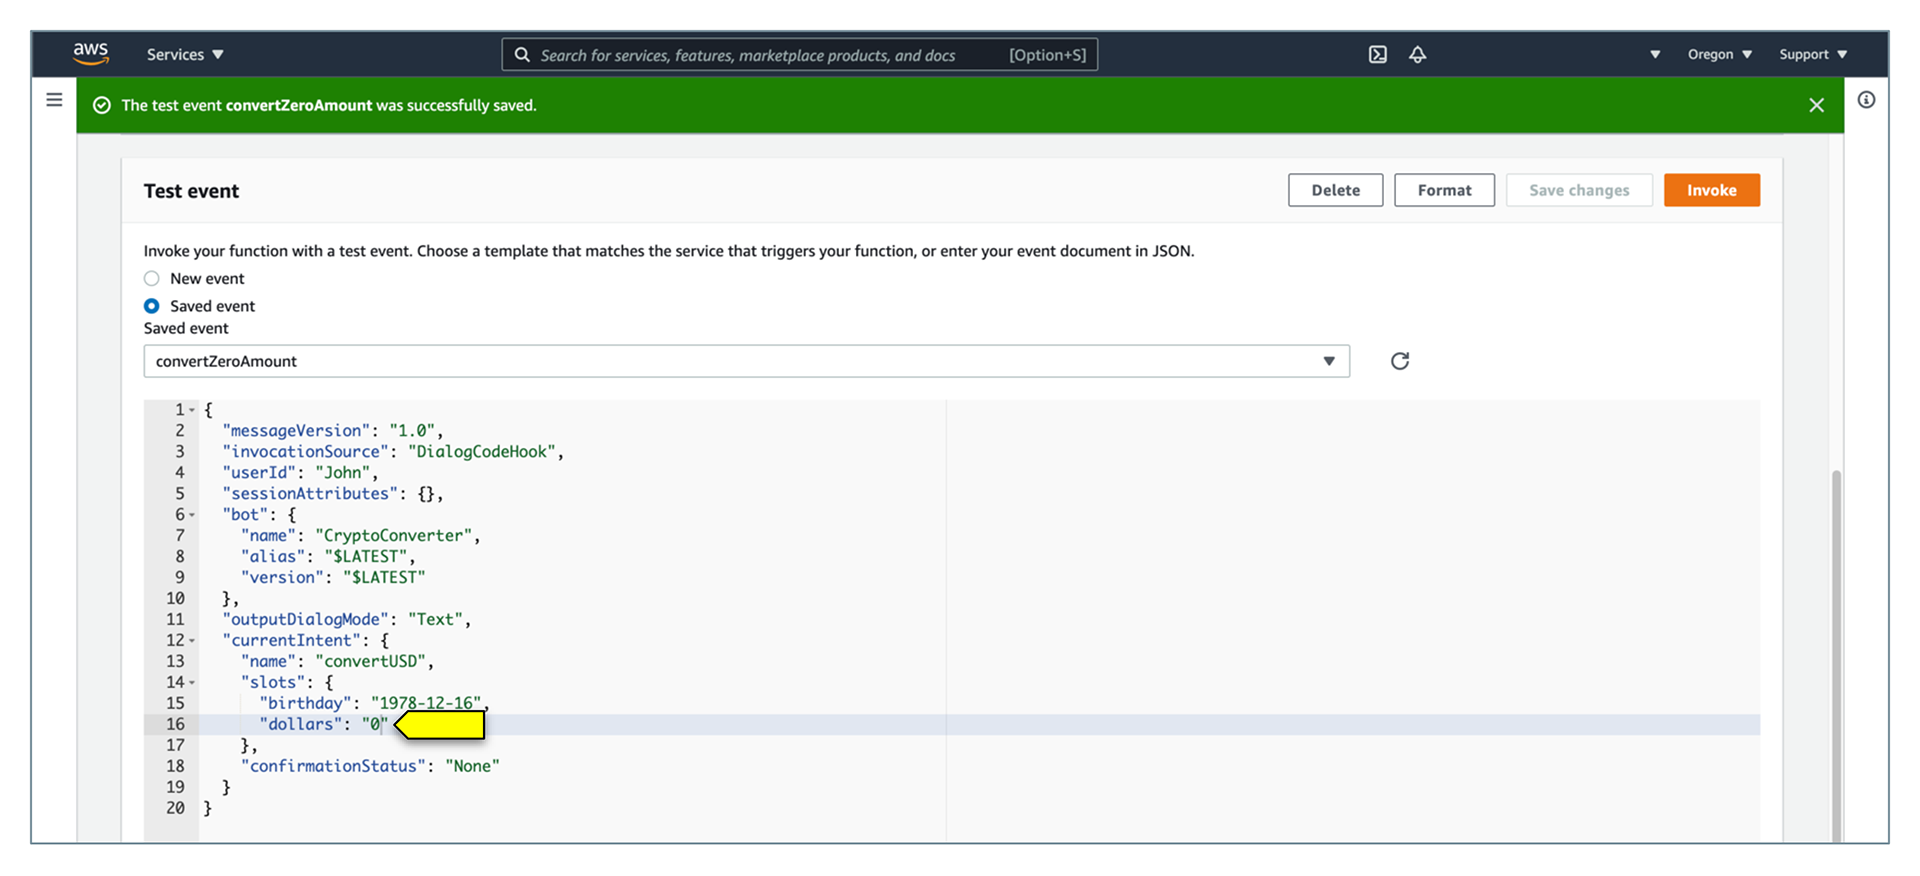 aws Services ▼ Search for services, features, marketplace products, and docs [Option+S] ▼ Oregon ▼ Support ▼
The test event convertZeroAmount was successfully saved.
Test event Delete Format Save changes Invoke
Invoke your function with a test event. Choose a template that matches the service that triggers your function, or enter your event document in JSON.
New event
Saved event
Saved event
convertZeroAmount
1 {
2 "messageVersion": "1.0",
3 "invocationSource": "DialogCodeHook",
4 "userId": "John",
5 "sessionAttributes": {},
6 "bot": {
7 "name": "CryptoConverter",
8 "alias": "$LATEST",
9 "version": "$LATEST"
10 },
11 "outputDialogMode": "Text",
12 "currentIntent": {
13 "name": "convertUSD",
14 "slots": {
15 "birthday": "1978-12-16",
16 "dollars": "0"
17 },
18 "confirmationStatus": "None"
19 }
20 }